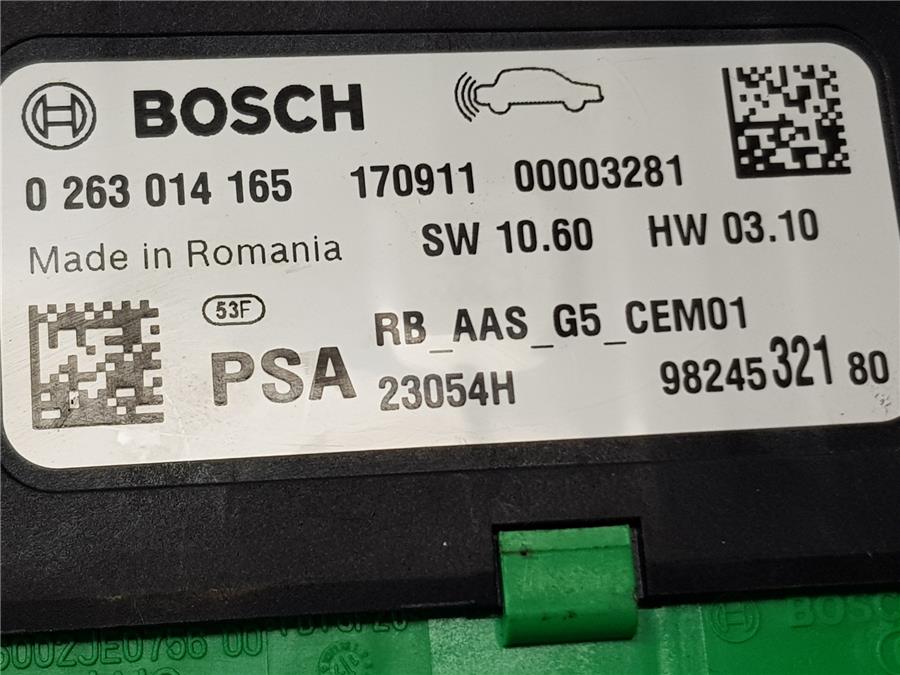 BOSCH
0 263 014 165 170911 00003281
Made in Romania SW 10.60 HW 03.10
53F
RB_AAS_G5_CEM01
PSA 23054H 98245 321 80
BOSC